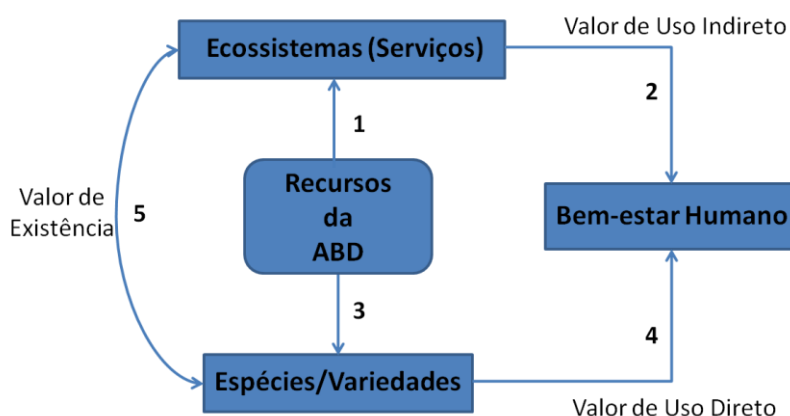 Valor de Uso Indireto
Ecossistemas (Serviços)
2
1
Recursos
da
ABD
Valor de
Existência
5
Bem-estar Humano
3
4
Espécies/Variedades
Valor de Uso Direto